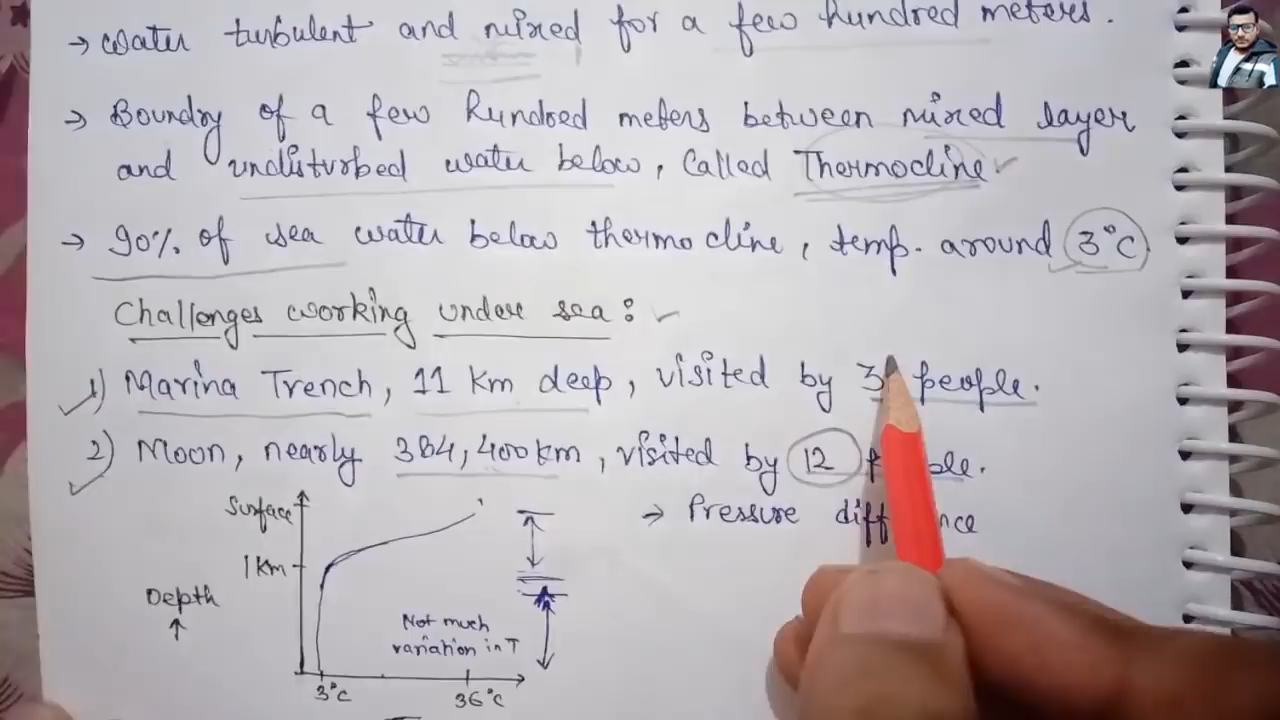 → Water turbulent and mixed for a few hundred meters.
→ Boundry of a few hundred meters between mixed layer
and undisturbed water below, called Thermocline
→ 90% of sea water below thermocline, temp. around 3°C
Challenges working under sea:
1) Marina Trench, 11 km deep, visited by 3 people.
2) Moon, nearly 384,400km, visited by 12
Surface
→ Pressure
1 km
Depth
↑
Not much
variation in T
3°C 36°C